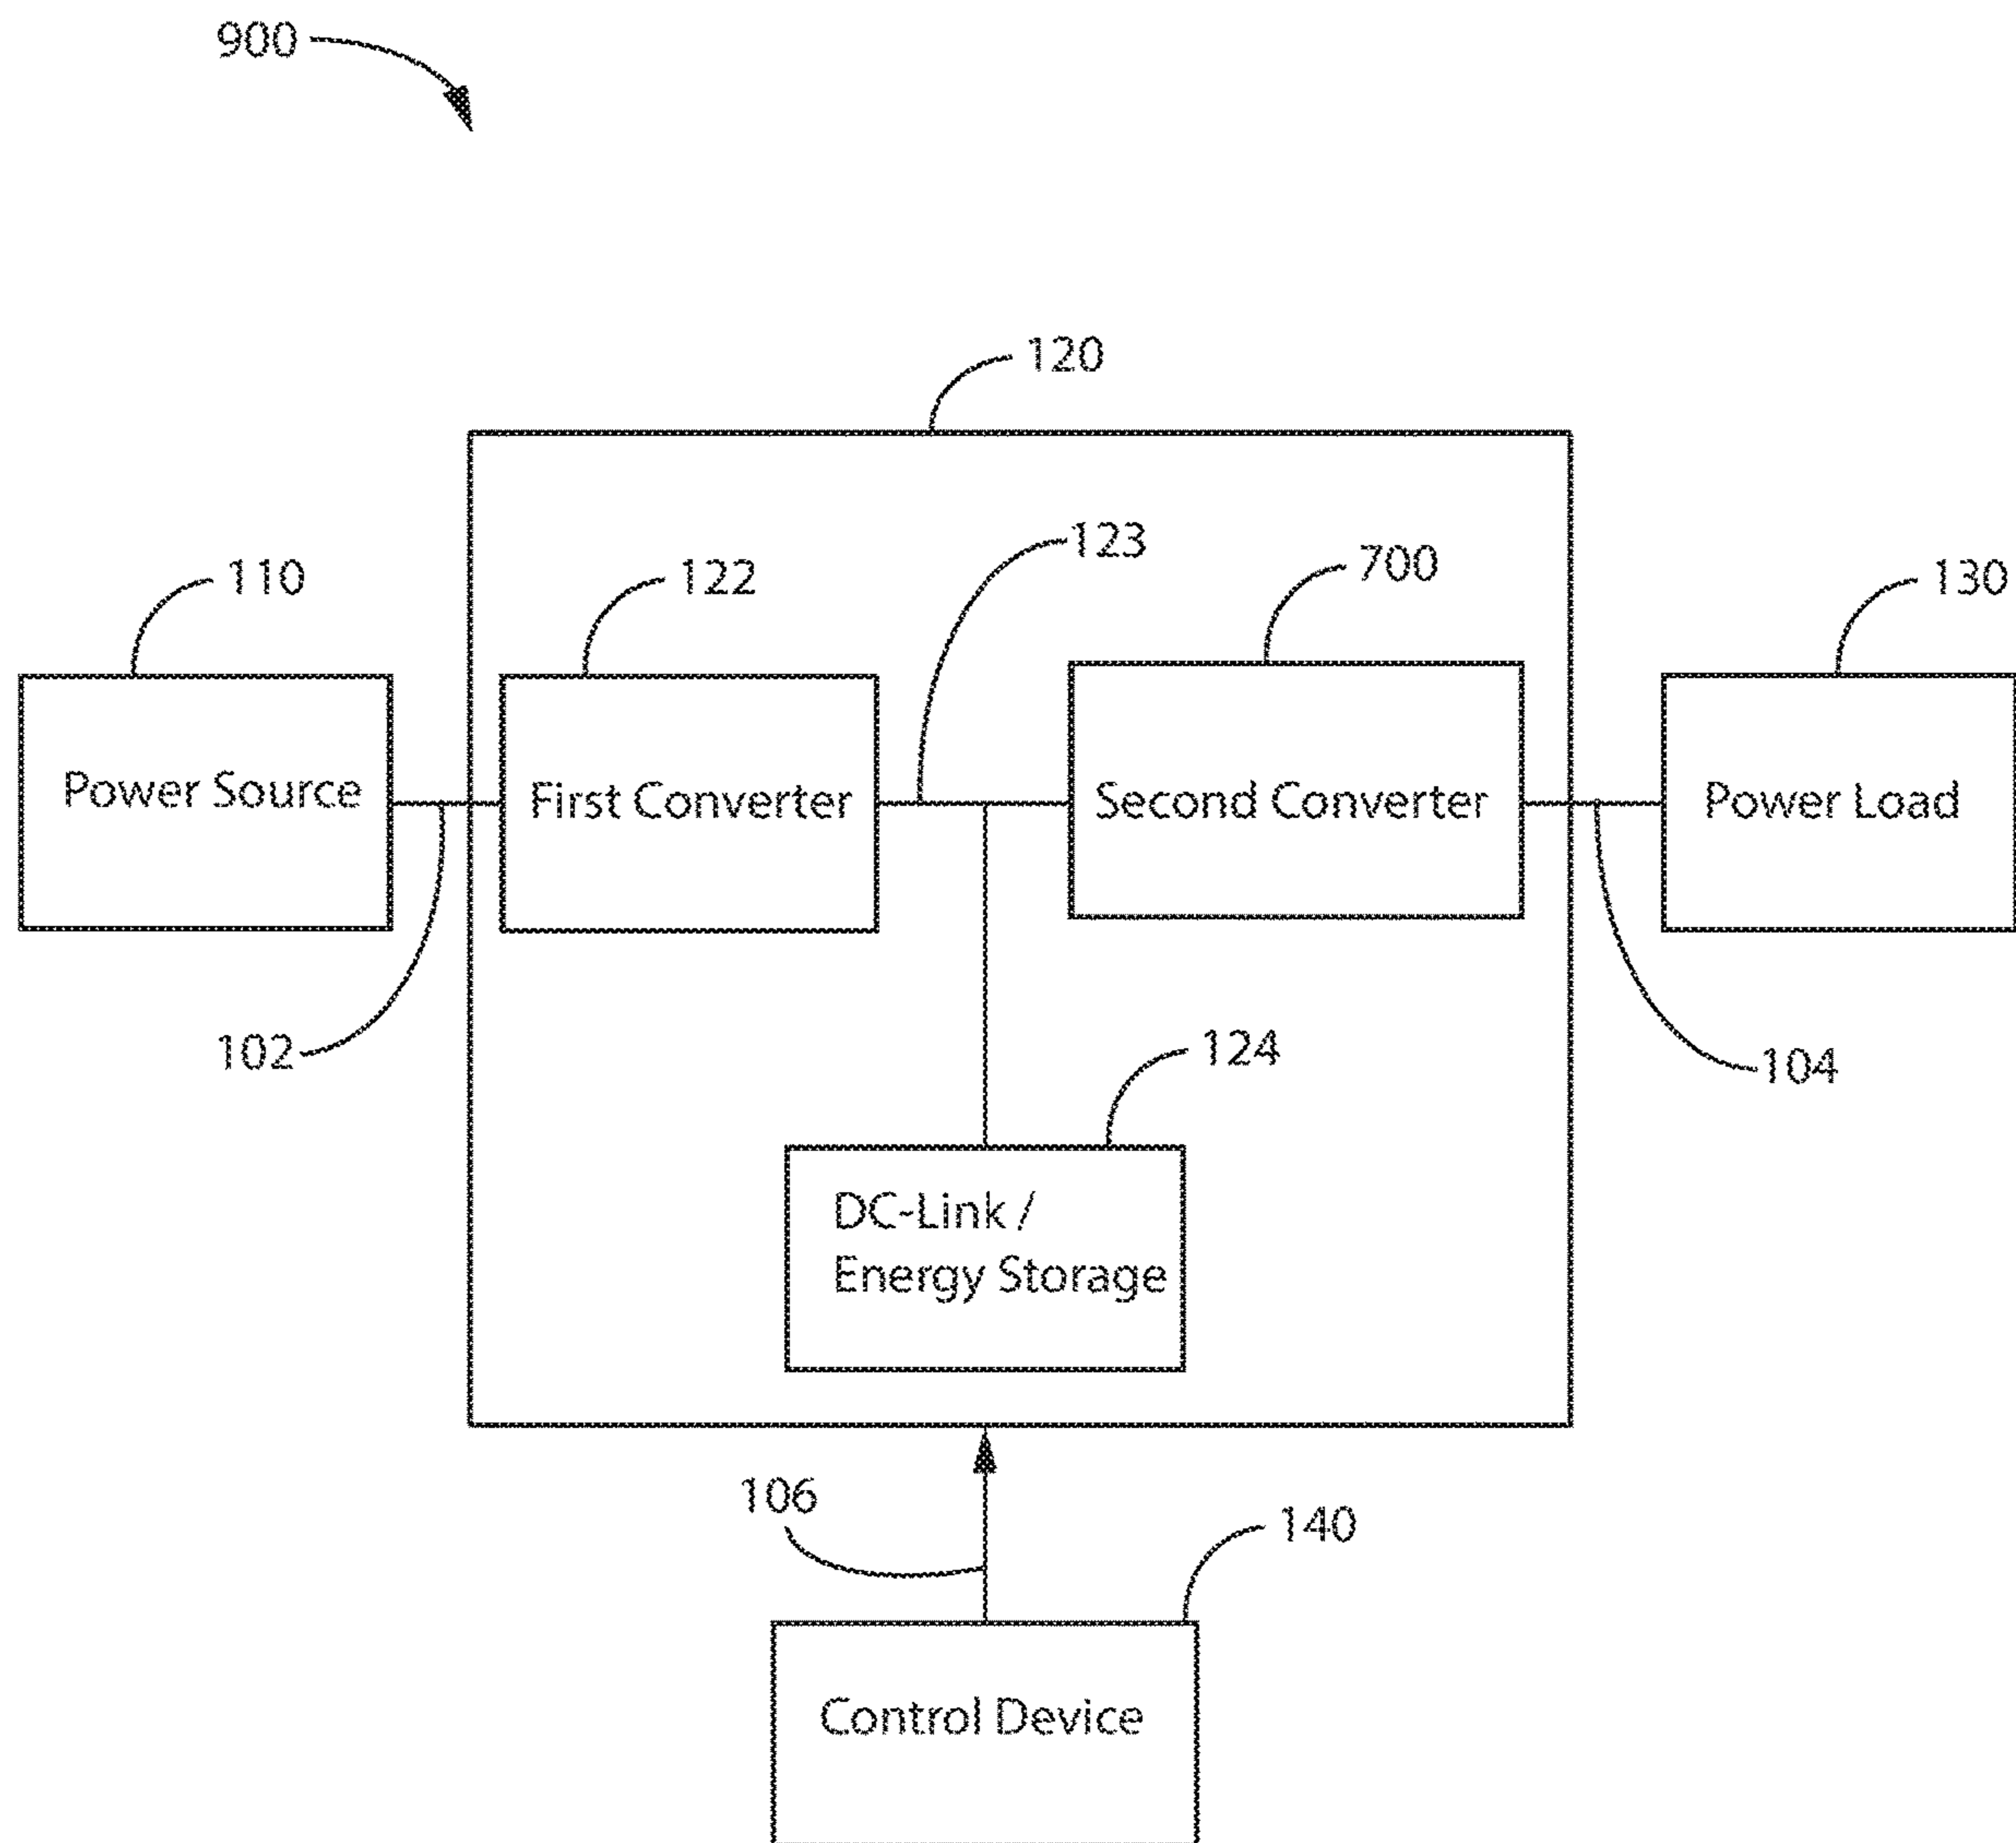 900
120
123
110
122
700
130
Power Source
First Converter
Second Converter
Power Load
102
124
104
DC-Link /
Energy Storage
106
140
Control Device